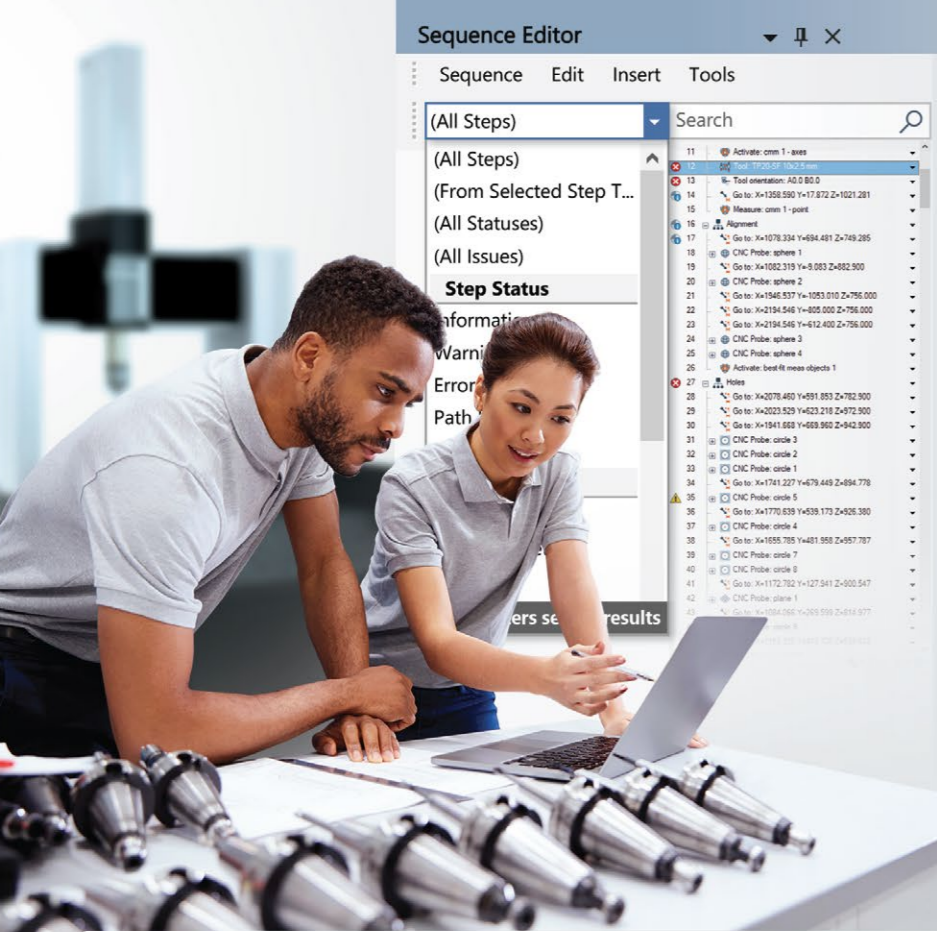 Sequence Editor
Sequence Edit Insert Tools
(All Steps)
Search
(All Steps)
(From Selected Step T...
(All Statuses)
(All Issues)
Step Status
Path
results
11 Activate: cmm 1 - axes
12 Tool: TP20-SF 10x2.5 mm
13 Tool orientation: A0.0 B0.0
14 Go to: X=1358.590 Y=17.872 Z=1021.281
15 Measure: cmm 1 - point
16 Alignment
17 Go to: X=1078.334 Y=694.481 Z=749.285
18 CNC Probe: sphere 1
19 Go to: X=1082.319 Y=-9.083 Z=882.900
20 CNC Probe: sphere 2
21 Go to: X=1946.537 Y=-1053.010 Z=756.000
22 Go to: X=2194.546 Y=-805.000 Z=756.000
23 Go to: X=2194.546 Y=-612.400 Z=756.000
24 CNC Probe: sphere 3
25 CNC Probe: sphere 4
26 Activate: best-fit meas objects 1
27 Holes
28 Go to: X=2078.460 Y=591.853 Z=782.900
29 Go to: X=2023.529 Y=623.218 Z=972.900
30 Go to: X=1941.668 Y=669.960 Z=942.900
31 CNC Probe: circle 3
32 CNC Probe: circle 2
33 CNC Probe: circle 1
34 Go to: X=1741.227 Y=679.449 Z=894.778
35 CNC Probe: circle 5
36 Go to: X=1770.639 Y=539.173 Z=926.380
37 CNC Probe: circle 4
38 Go to: X=1655.785 Y=481.958 Z=957.787
39 CNC Probe: circle 7
40 CNC Probe: circle 8
41 Go to: X=1172.782 Y=127.941 Z=900.547
42 CNC Probe: plane 1